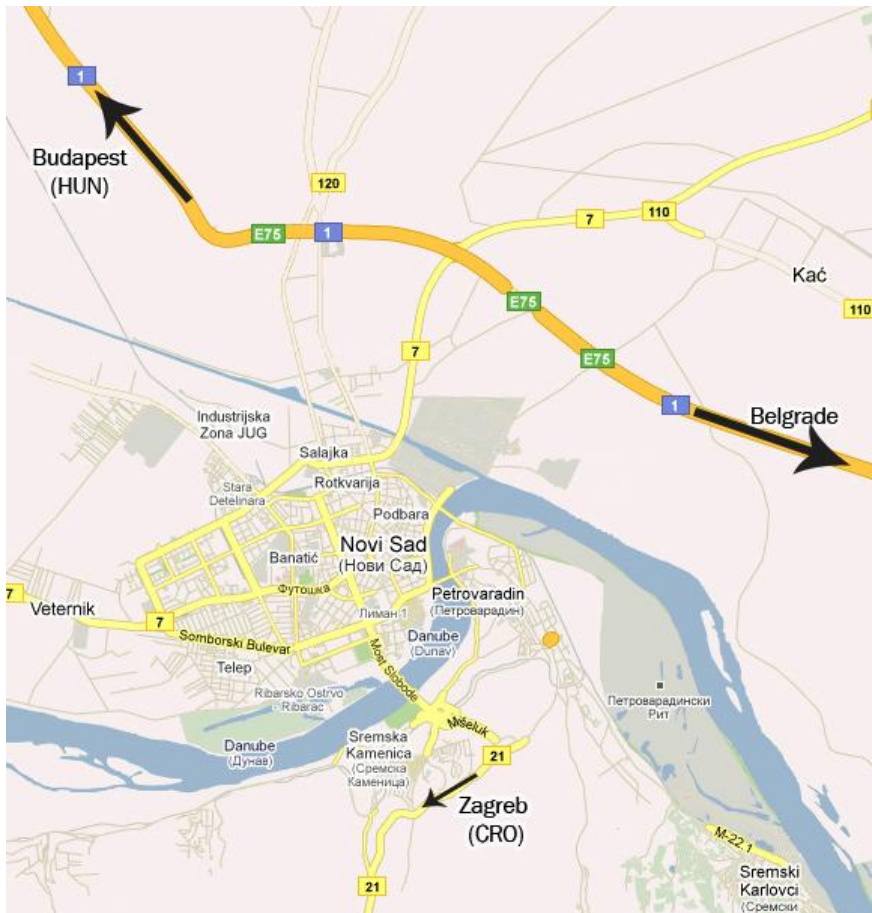 1
Budapest
(HUN)
120
E75
1
7
110
Kać
110
E75
7
E75
1
Belgrade
Industrijska
Zona JUG
Salajka
Rotkvarija
Stara
Detelinara
Podbara
Novi Sad
(Нови Сад)
Banatić
Футошка
Petrovaradin
(Петроварадин)
7
Veternik
7
Лиман 1
Somborski Bulevar
Danube
(Dunav)
Most Slobode
Telep
Ribarsko Ostrvo
- Ribarac
Петроварадински
Рит
Danube
(Дунав)
Sremska
Kamenica
(Сремска
Каменица)
Mišeluk
21
Zagreb
(CRO)
21
M-22.1
Sremski
Karlovci
(Сремски